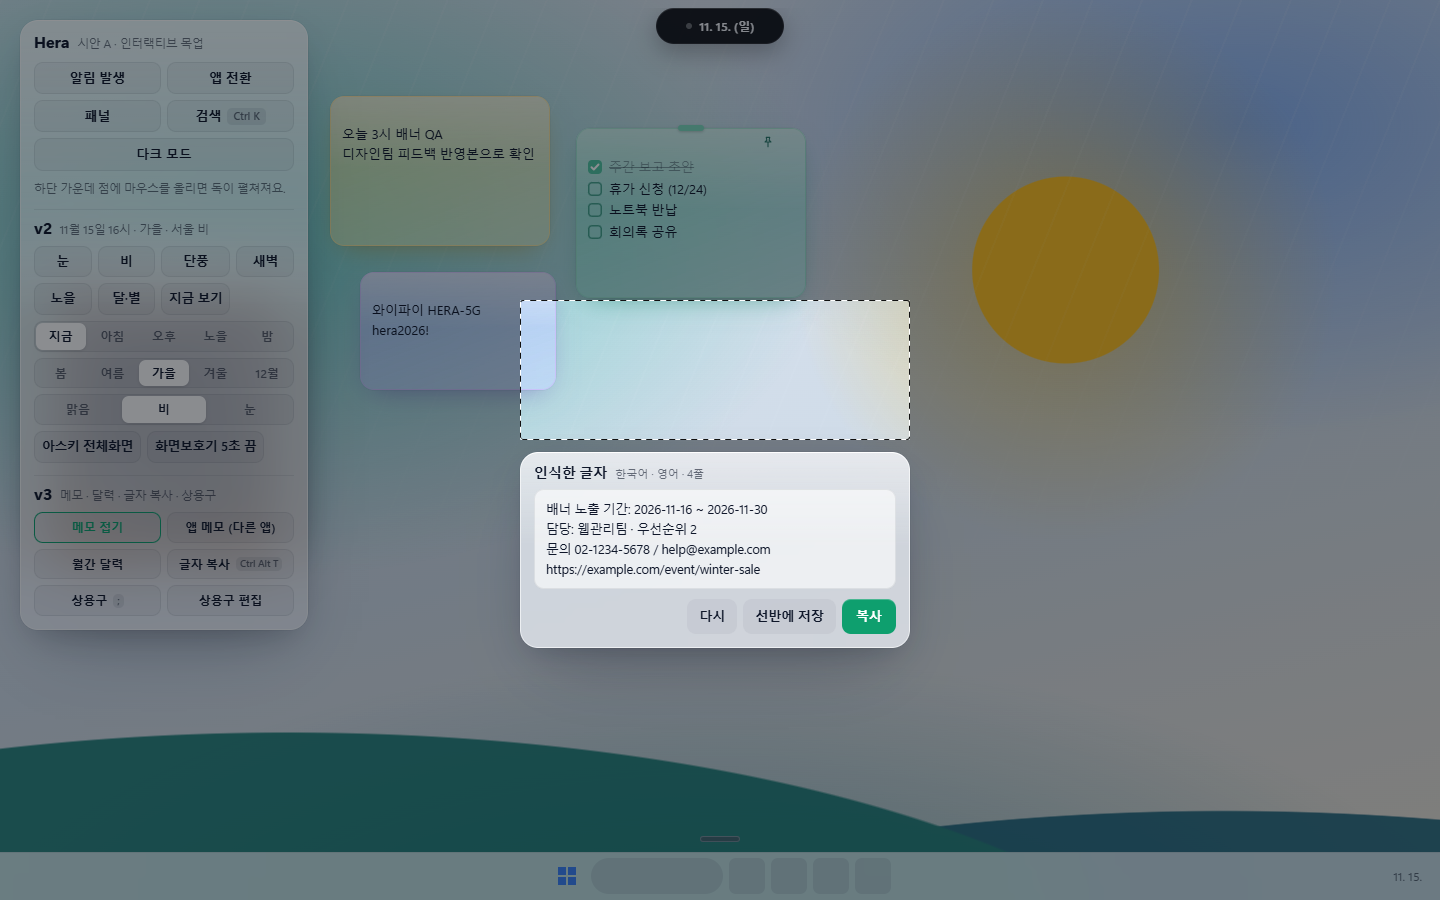 11. 15. (일)
Hera 시안 A · 인터랙티브 목업
알림 발생
앱 전환
패널
검색 Ctrl K
다크 모드
하단 가운데 점에 마우스를 올리면 독이 펼쳐져요.
v2 11월 15일 16시 · 가을 · 서울 비
눈 비 단풍 새벽
노을 달·별 지금 보기
지금 아침 오후 노을 밤
봄 여름 가을 겨울 12월
맑음 비 눈
아스키 전체화면 화면보호기 5초 끔
v3 메모 · 달력 · 글자 복사 · 상용구
메모 접기 앱 메모 (다른 앱)
월간 달력 글자 복사 Ctrl Alt T
상용구 ; 상용구 편집
오늘 3시 배너 QA
디자인팀 피드백 반영본으로 확인
주간 보고 초안
휴가 신청 (12/24)
노트북 반납
회의록 공유
와이파이 HERA-5G
hera2026!
인식한 글자 한국어 · 영어 · 4줄
배너 노출 기간: 2026-11-16 ~ 2026-11-30
담당: 웹관리팀 · 우선순위 2
문의 02-1234-5678 / help@example.com
https://example.com/event/winter-sale
다시 선반에 저장 복사
11. 15.